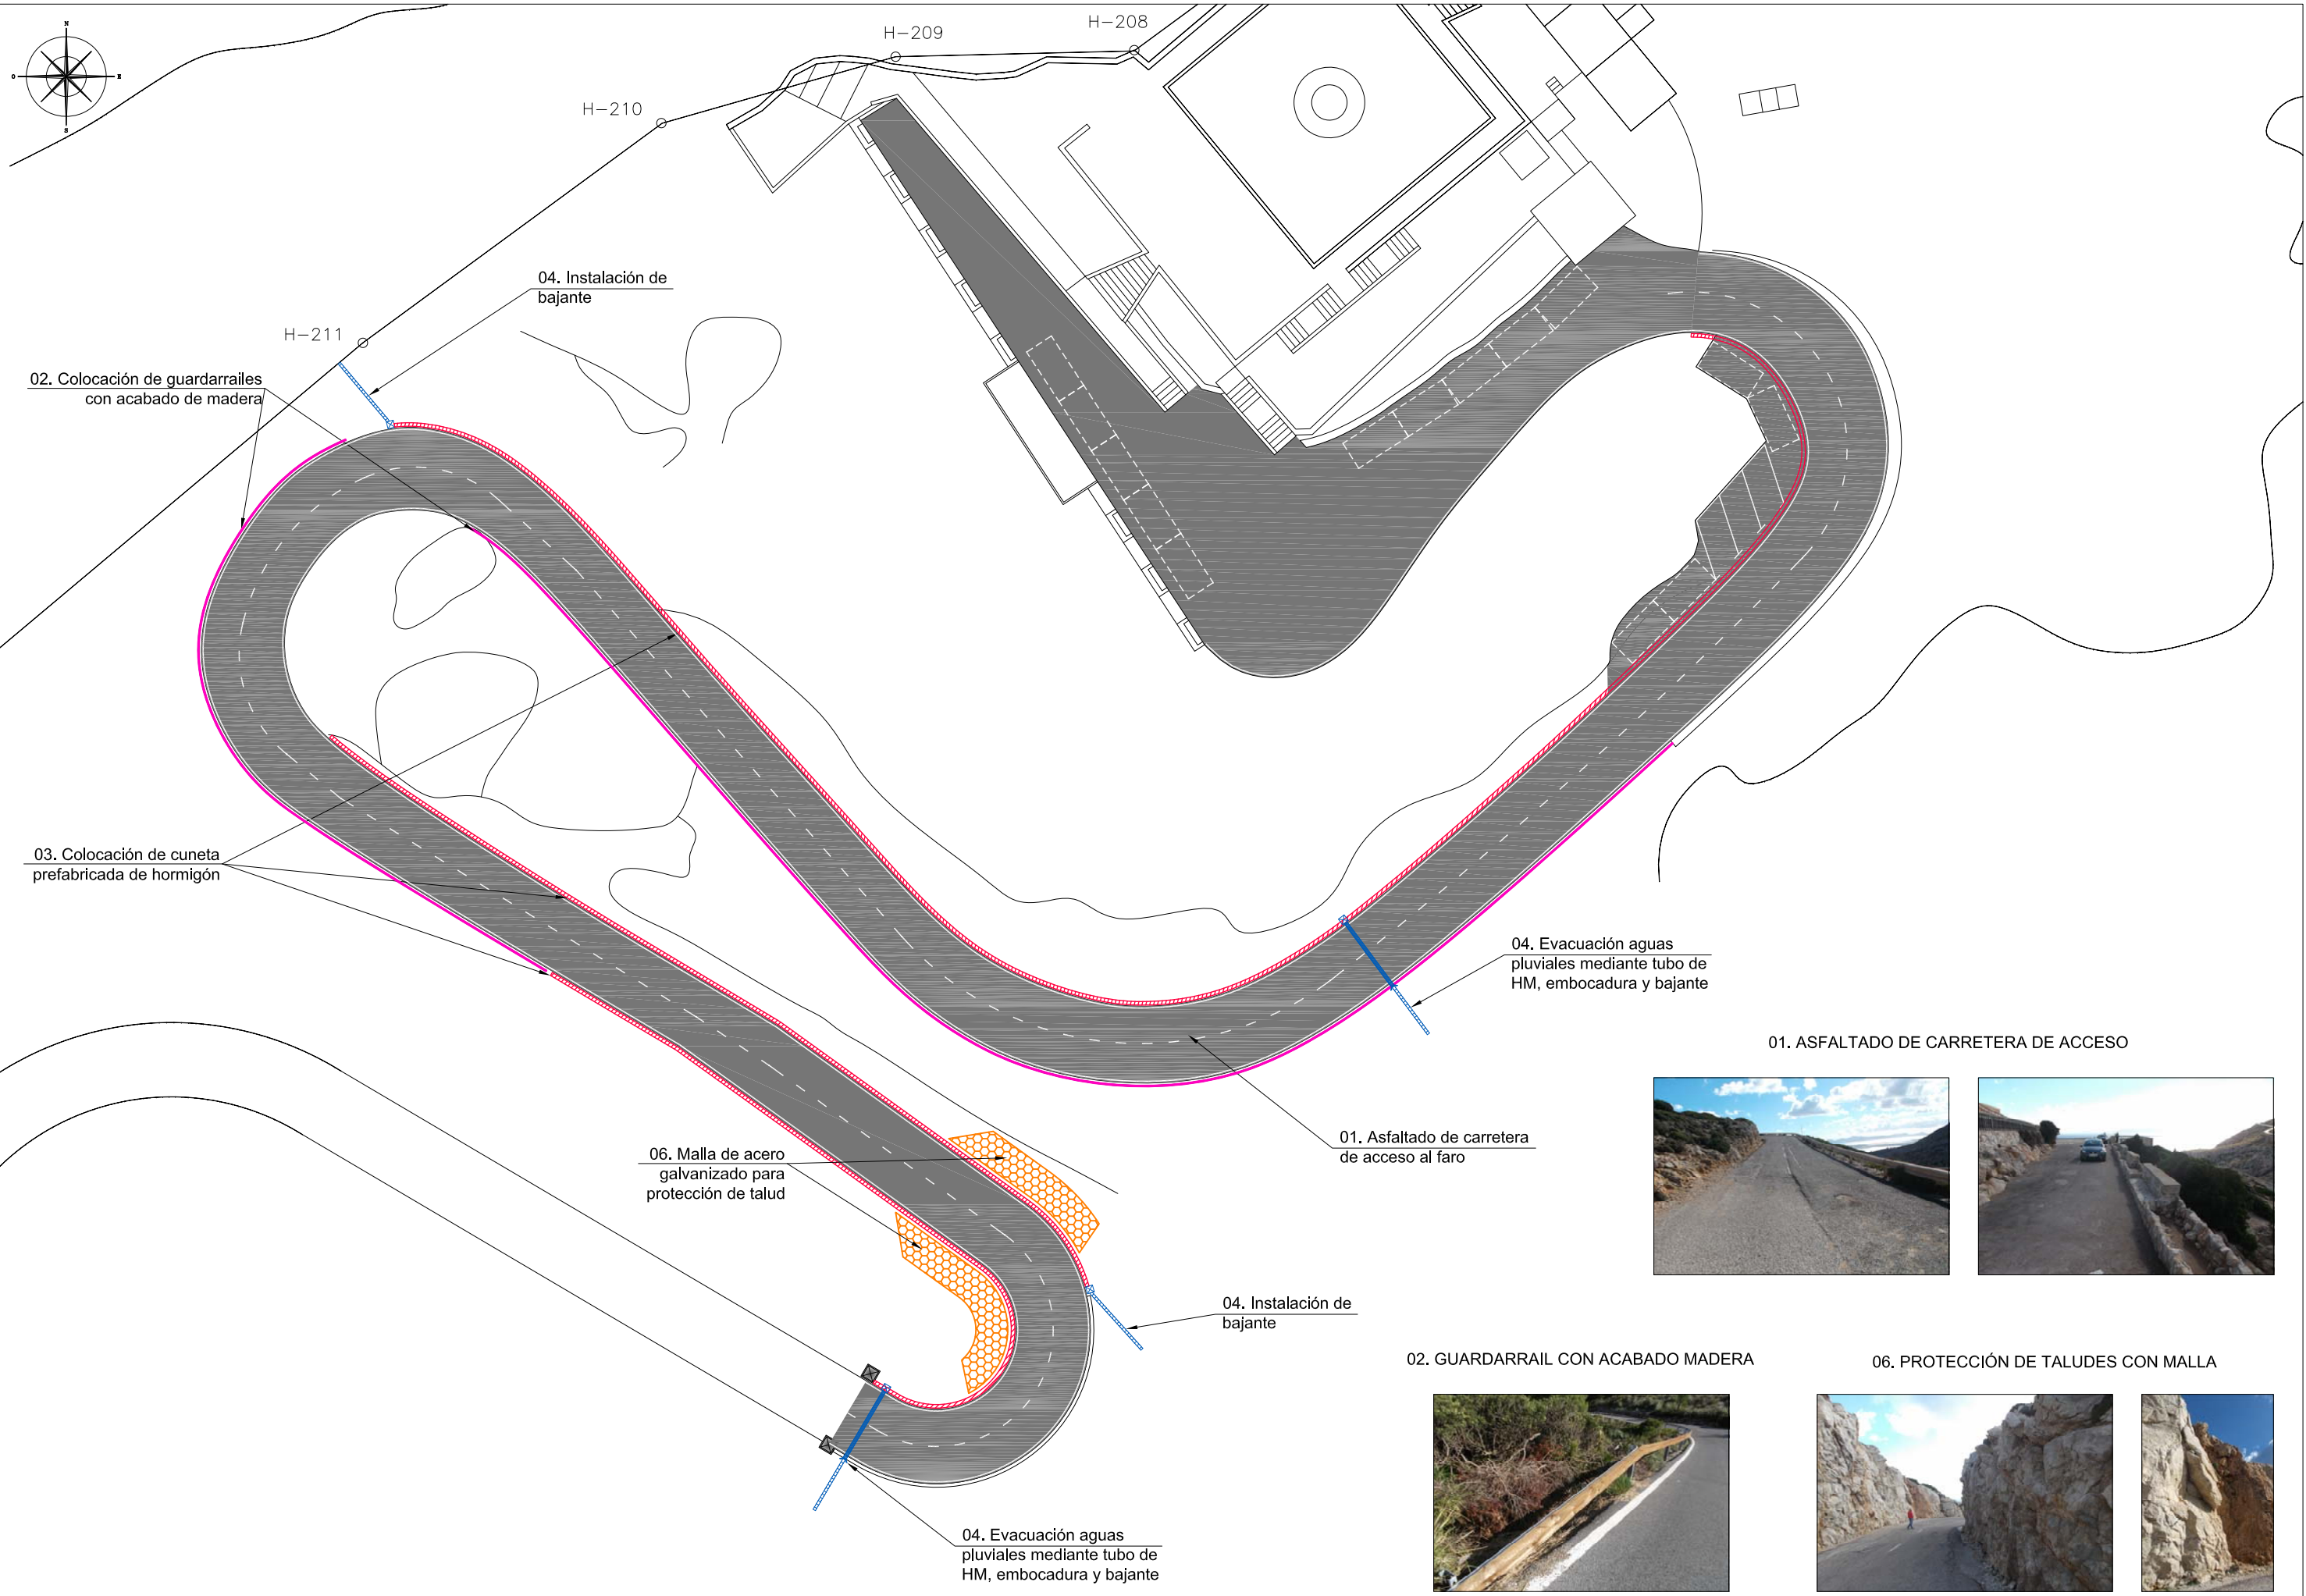 N
O
E
S
H-208
H-209
H-210
H-211
04. Instalación de
bajante
02. Colocación de guardarrailes
con acabado de madera
03. Colocación de cuneta
prefabricada de hormigón
04. Evacuación aguas
pluviales mediante tubo de
HM, embocadura y bajante
01. ASFALTADO DE CARRETERA DE ACCESO
01. Asfaltado de carretera
de acceso al faro
06. Malla de acero
galvanizado para
protección de talud
04. Instalación de
bajante
02. GUARDARRAIL CON ACABADO MADERA
06. PROTECCIÓN DE TALUDES CON MALLA
04. Evacuación aguas
pluviales mediante tubo de
HM, embocadura y bajante